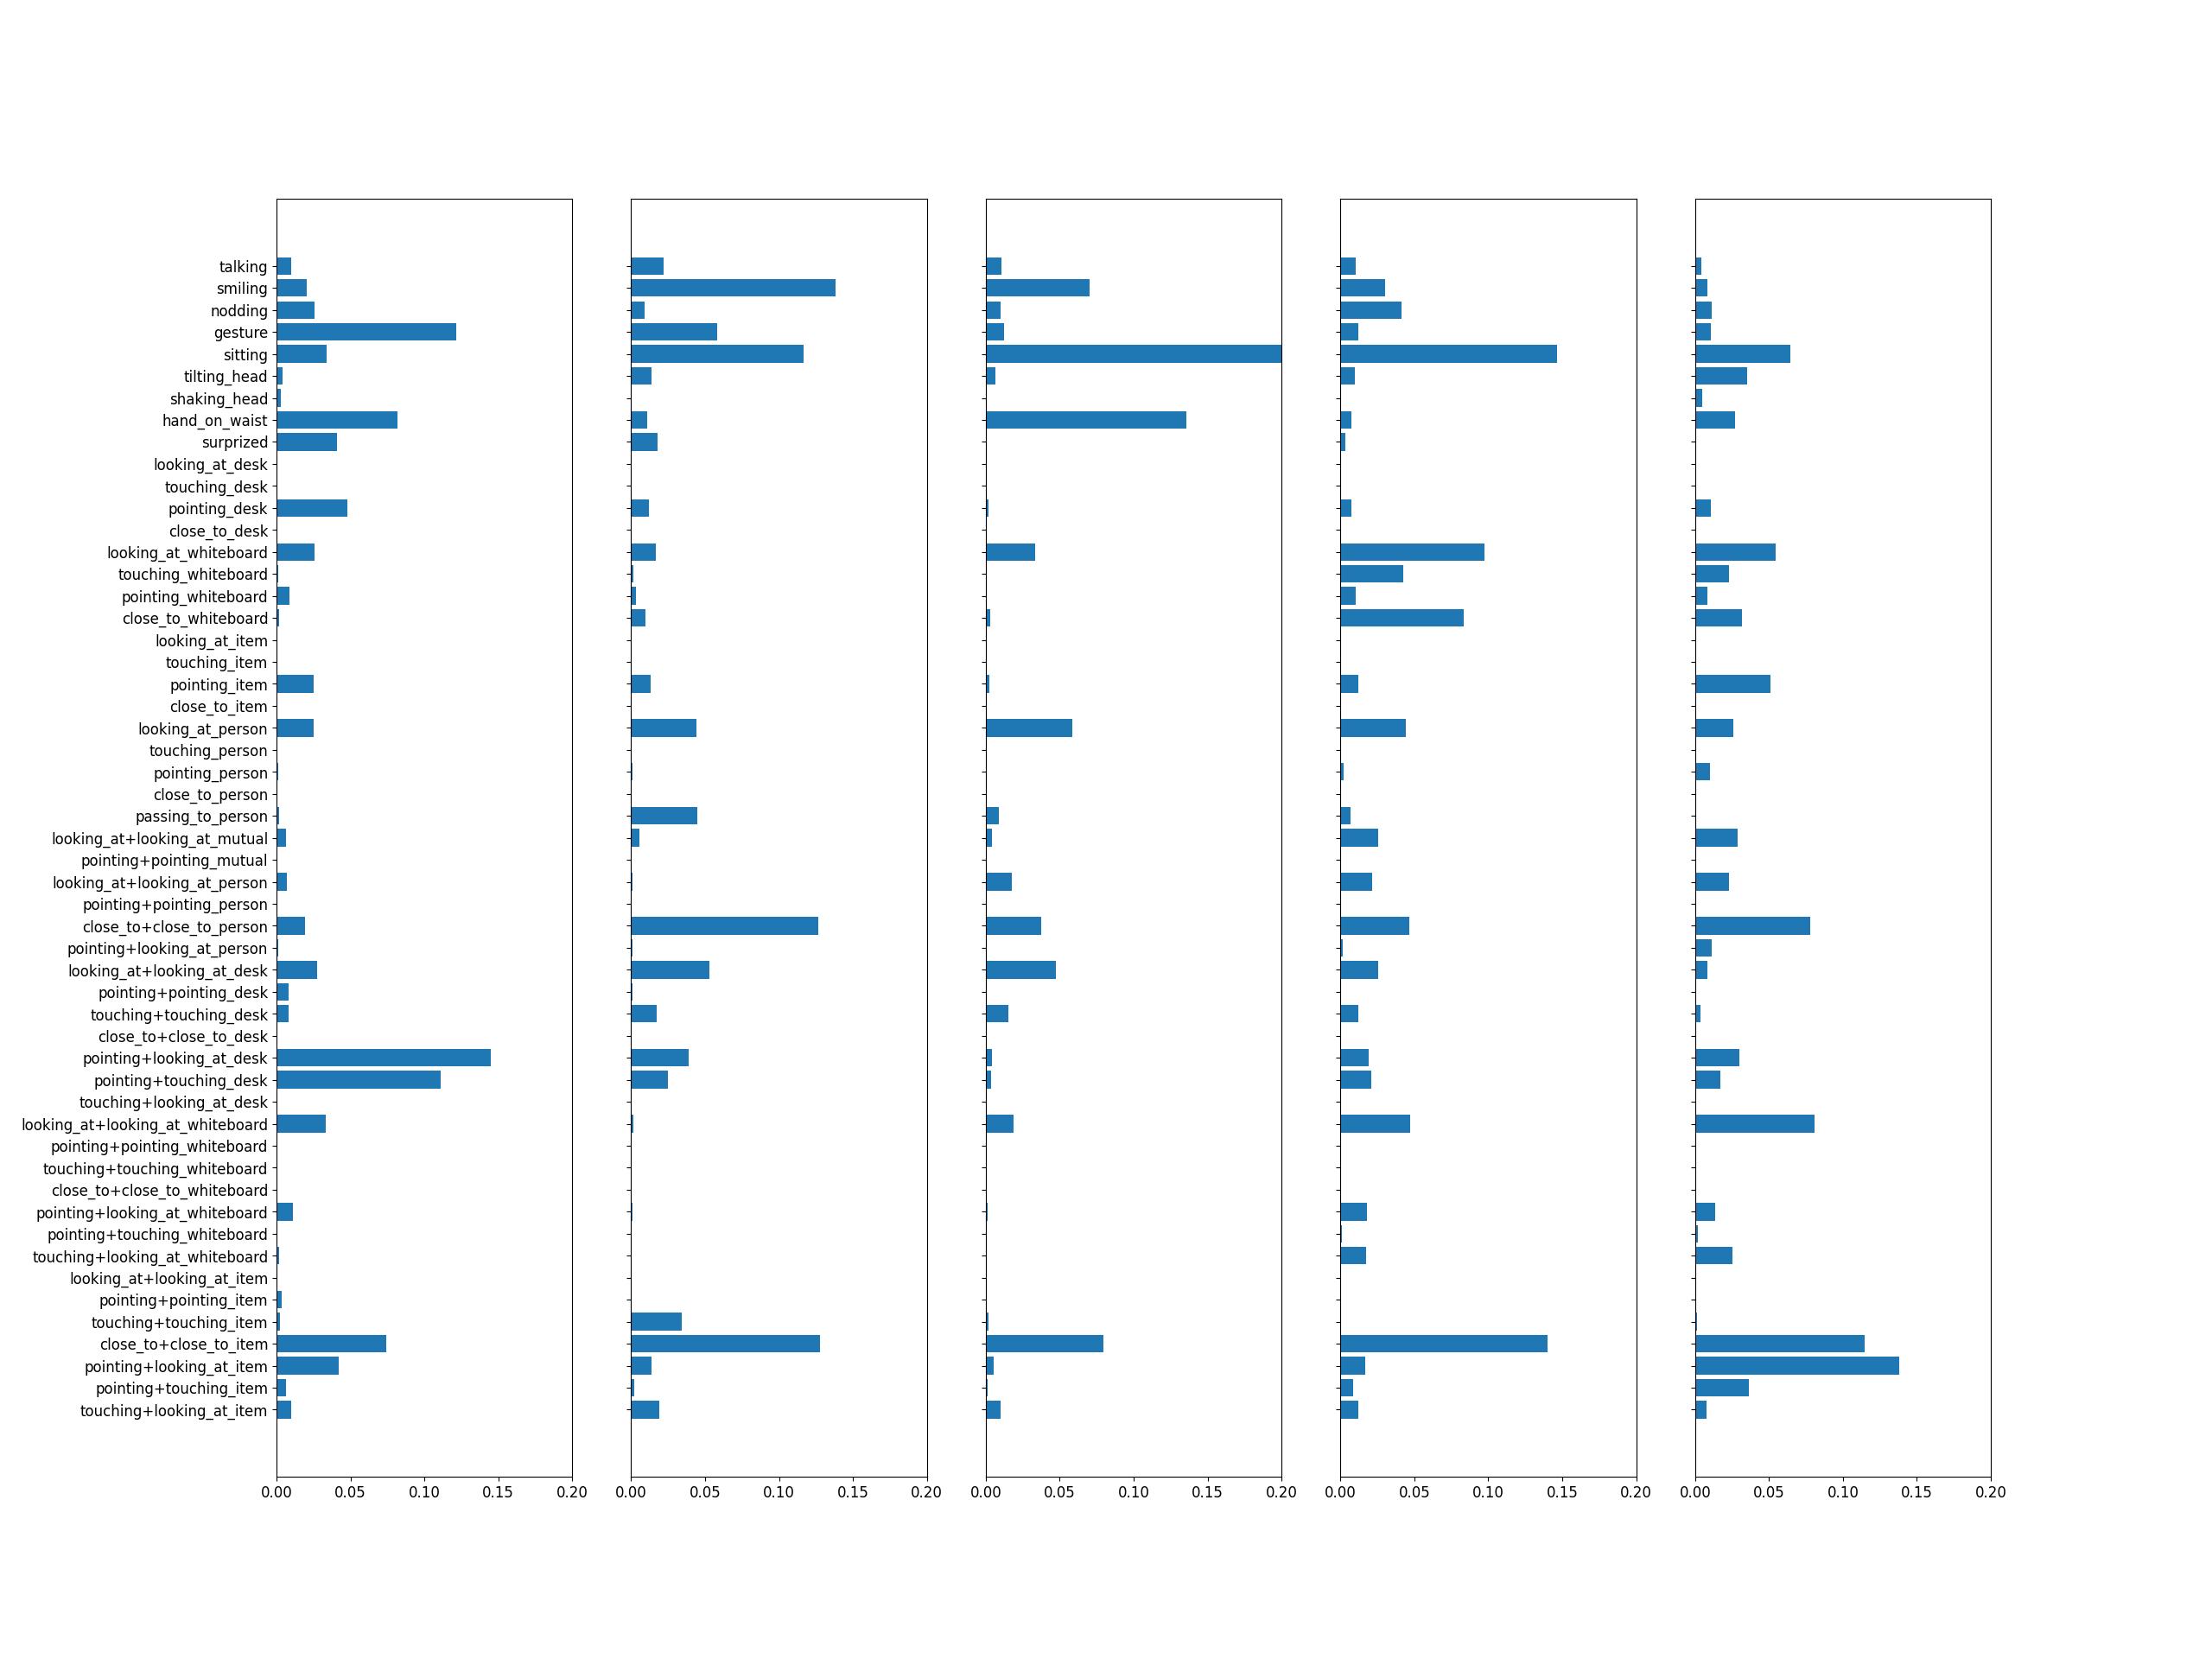 talking
smiling
nodding
gesture
sitting
tilting_head
shaking_head
hand_on_waist
surprized
looking_at_desk
touching_desk
pointing_desk
close_to_desk
looking_at_whiteboard
touching_whiteboard
pointing_whiteboard
close_to_whiteboard
looking_at_item
touching_item
pointing_item
close_to_item
looking_at_person
touching_person
pointing_person
close_to_person
passing_to_person
looking_at+looking_at_mutual
pointing+pointing_mutual
looking_at+looking_at_person
pointing+pointing_person
close_to+close_to_person
pointing+looking_at_person
looking_at+looking_at_desk
pointing+pointing_desk
touching+touching_desk
close_to+close_to_desk
pointing+looking_at_desk
pointing+touching_desk
touching+looking_at_desk
looking_at+looking_at_whiteboard
pointing+pointing_whiteboard
touching+touching_whiteboard
close_to+close_to_whiteboard
pointing+looking_at_whiteboard
pointing+touching_whiteboard
touching+looking_at_whiteboard
looking_at+looking_at_item
pointing+pointing_item
touching+touching_item
close_to+close_to_item
pointing+looking_at_item
pointing+touching_item
touching+looking_at_item
0.00 0.05 0.10 0.15 0.20 0.00 0.05 0.10 0.15 0.20 0.00 0.05 0.10 0.15 0.20 0.00 0.05 0.10 0.15 0.20 0.00 0.05 0.10 0.15 0.20